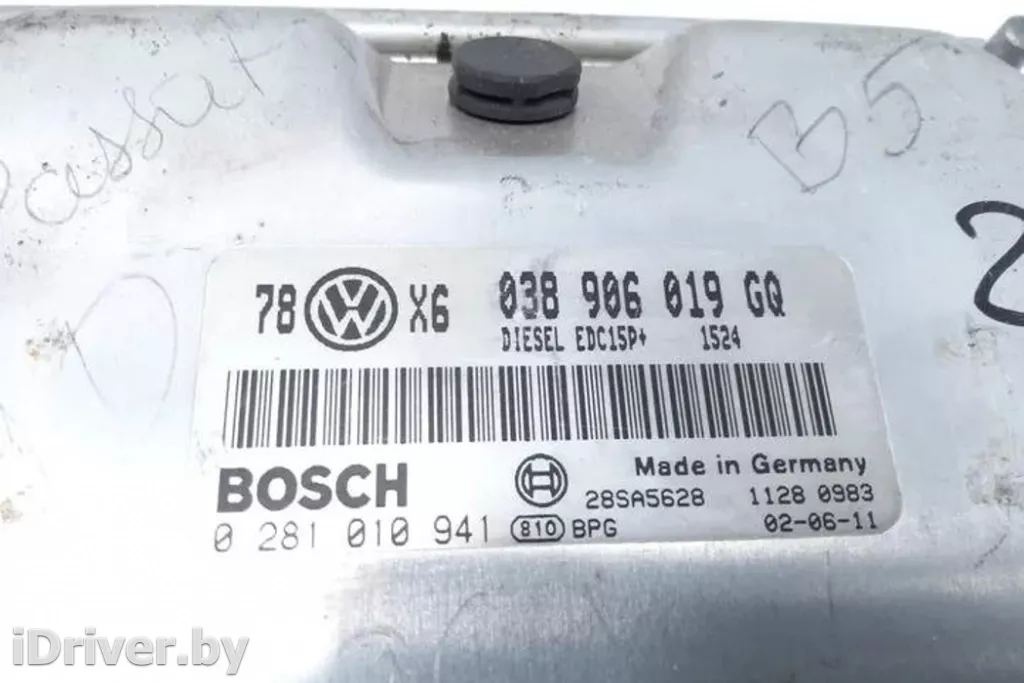 Passat
B5
2
78 X6 038 906 019 GQ
DIESEL EDC15P+ 1524
BOSCH
Made in Germany
28SA5628 1128 0983
0 281 010 941 810 BPG 02-06-11
iDriver.by